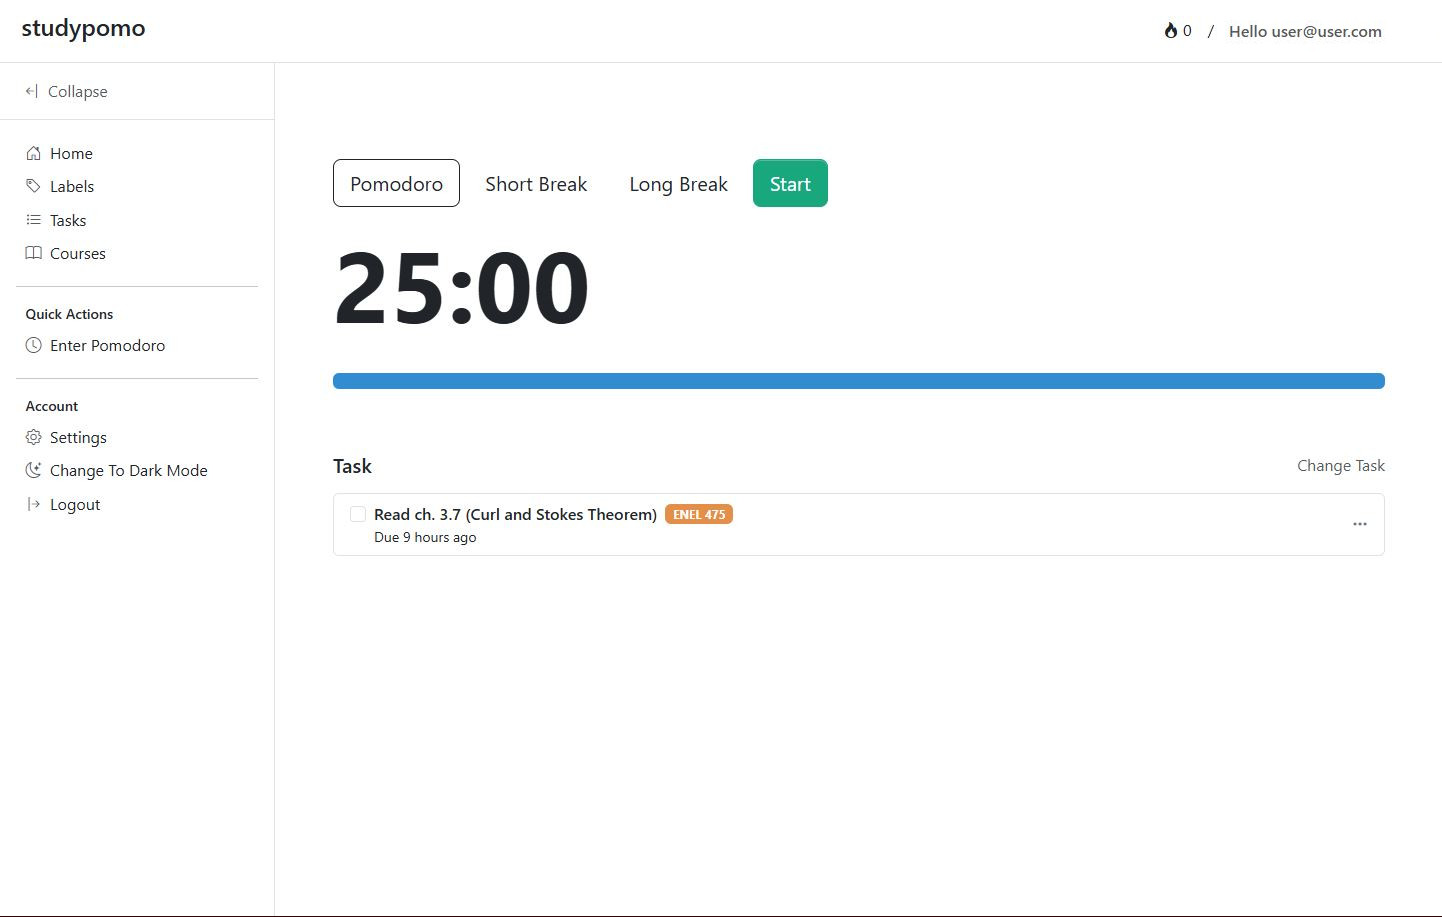 studypomo
0 / Hello user@user.com
Collapse
Home
Labels
Tasks
Courses
Quick Actions
Enter Pomodoro
Account
Settings
Change To Dark Mode
Logout
Pomodoro Short Break Long Break Start
25:00
Task Change Task
Read ch. 3.7 (Curl and Stokes Theorem) ENEL 475
Due 9 hours ago